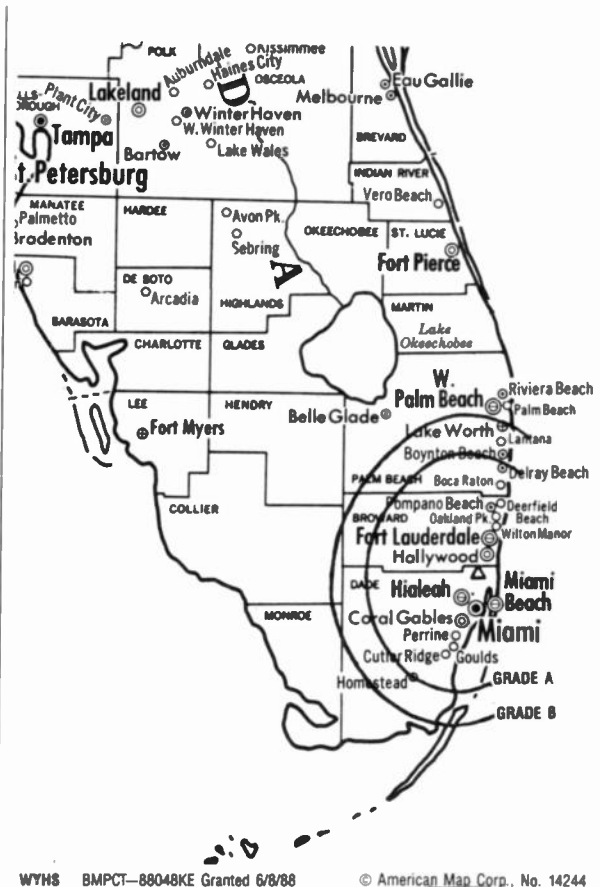 POLK
Kissimmee
Auburndale
Haines City
OSCEOLA
Eau Gallie
Melbourne
Plant City
Lakeland
D
Winter Haven
Tampa
W. Winter Haven
Bartow
Lake Wales
BREVARD
t. Petersburg
INDIAN RIVER
Vero Beach
MANATEE
HARDEE
Palmetto
Avon Pk.
Bradenton
Sebring
OKEECHOBEE
ST. LUCIE
Fort Pierce
A
DE BOTO
Arcadia
HIGHLANDS
MARTIN
BARASOTA
CHARLOTTE
GLADES
Lake
Okeechobee
W.
Palm Beach
Riviera Beach
Palm Beach
LEE
HENDRY
Belle Glade
Fort Myers
Lake Worth
Lantana
Boynton Beach
Delray Beach
PALM BEACH
Boca Raton
COLLIER
Pompano Beach
Deerfield
Beach
BROWARD
Oakland Pk.
Wilton Manor
Fort Lauderdale
Hollywood
DADE
Hialeah
Miami
Beach
MONROE
Coral Gables
Miami
Perrine
Cutler Ridge
Goulds
Homestead
GRADE A
GRADE B
WYHS BMPCT—88048KE Granted 6/8/88
© American Map Corp., No. 14244